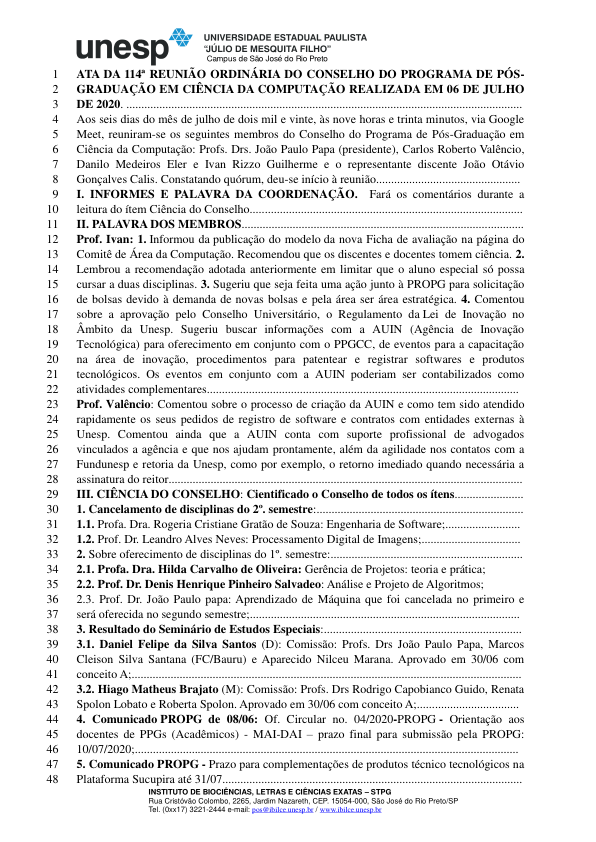 unesp
UNIVERSIDADE ESTADUAL PAULISTA
“JÚLIO DE MESQUITA FILHO”
Campus de São José do Rio Preto
1 ATA DA 114ª REUNIÃO ORDINÁRIA DO CONSELHO DO PROGRAMA DE PÓS-
2 GRADUAÇÃO EM CIÊNCIA DA COMPUTAÇÃO REALIZADA EM 06 DE JULHO
3 DE 2020. ....................................................................................................................................
4 Aos seis dias do mês de julho de dois mil e vinte, às nove horas e trinta minutos, via Google
5 Meet, reuniram-se os seguintes membros do Conselho do Programa de Pós-Graduação em
6 Ciência da Computação: Profs. Drs. João Paulo Papa (presidente), Carlos Roberto Valêncio,
7 Danilo Medeiros Eler e Ivan Rizzo Guilherme e o representante discente João Otávio
8 Gonçalves Calis. Constatando quórum, deu-se início à reunião................................................
9 I. INFORMES E PALAVRA DA COORDENAÇÃO. Fará os comentários durante a
10 leitura do ítem Ciência do Conselho...........................................................................................
11 II. PALAVRA DOS MEMBROS..............................................................................................
12 Prof. Ivan: 1. Informou da publicação do modelo da nova Ficha de avaliação na página do
13 Comitê de Área da Computação. Recomendou que os discentes e docentes tomem ciência. 2.
14 Lembrou a recomendação adotada anteriormente em limitar que o aluno especial só possa
15 cursar a duas disciplinas. 3. Sugeriu que seja feita uma ação junto à PROPG para solicitação
16 de bolsas devido à demanda de novas bolsas e pela área ser área estratégica. 4. Comentou
17 sobre a aprovação pelo Conselho Universitário, o Regulamento da Lei de Inovação no
18 Âmbito da Unesp. Sugeriu buscar informações com a AUIN (Agência de Inovação
19 Tecnológica) para oferecimento em conjunto com o PPGCC, de eventos para a capacitação
20 na área de inovação, procedimentos para patentear e registrar softwares e produtos
21 tecnológicos. Os eventos em conjunto com a AUIN poderiam ser contabilizados como
22 atividades complementares........................................................................................................
23 Prof. Valêncio: Comentou sobre o processo de criação da AUIN e como tem sido atendido
24 rapidamente os seus pedidos de registro de software e contratos com entidades externas à
25 Unesp. Comentou ainda que a AUIN conta com suporte profissional de advogados
26 vinculados a agência e que nos ajudam prontamente, além da agilidade nos contatos com a
27 Fundunesp e retoria da Unesp, como por exemplo, o retorno imediado quando necessária a
28 assinatura do reitor......................................................................................................................
29 III. CIÊNCIA DO CONSELHO: Cientificado o Conselho de todos os ítens.......................
30 1. Cancelamento de disciplinas do 2º. semestre:.....................................................................
31 1.1. Profa. Dra. Rogeria Cristiane Gratão de Souza: Engenharia de Software;.........................
32 1.2. Prof. Dr. Leandro Alves Neves: Processamento Digital de Imagens;.................................
33 2. Sobre oferecimento de disciplinas do 1º. semestre:................................................................
34 2.1. Profa. Dra. Hilda Carvalho de Oliveira: Gerência de Projetos: teoria e prática;
35 2.2. Prof. Dr. Denis Henrique Pinheiro Salvadeo: Análise e Projeto de Algoritmos;
36 2.3. Prof. Dr. João Paulo papa: Aprendizado de Máquina que foi cancelada no primeiro e
37 será oferecida no segundo semestre;..........................................................................................
38 3. Resultado do Seminário de Estudos Especiais:..................................................................
39 3.1. Daniel Felipe da Silva Santos (D): Comissão: Profs. Drs João Paulo Papa, Marcos
40 Cleison Silva Santana (FC/Bauru) e Aparecido Nilceu Marana. Aprovado em 30/06 com
41 conceito A;..................................................................................................................................
42 3.2. Hiago Matheus Brajato (M): Comissão: Profs. Drs Rodrigo Capobianco Guido, Renata
43 Spolon Lobato e Roberta Spolon. Aprovado em 30/06 com conceito A;..................................
44 4. Comunicado PROPG de 08/06: Of. Circular no. 04/2020-PROPG - Orientação aos
45 docentes de PPGs (Acadêmicos) - MAI-DAI – prazo final para submissão pela PROPG:
46 10/07/2020;................................................................................................................................
47 5. Comunicado PROPG - Prazo para complementações de produtos técnico tecnológicos na
48 Plataforma Sucupira até 31/07....................................................................................................
INSTITUTO DE BIOCIÊNCIAS, LETRAS E CIÊNCIAS EXATAS – STPG
Rua Cristóvão Colombo, 2265, Jardim Nazareth, CEP. 15054-000, São José do Rio Preto/SP
Tel. (0xx17) 3221-2444 e-mail: pos@ibilce.unesp.br / www.ibilce.unesp.br